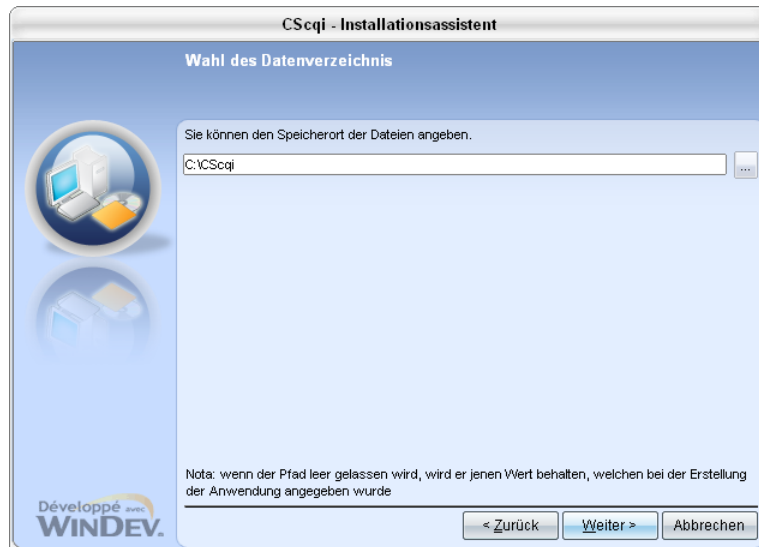 CScqi - Installationsassistent
Wahl des Datenverzeichnis
Sie können den Speicherort der Dateien angeben.
C:\CScqi
...
Nota: wenn der Pfad leer gelassen wird, wird er jenen Wert behalten, welchen bei der Erstellung
der Anwendung angegeben wurde
Développé avec
WINDEV.
< Zurück
Weiter >
Abbrechen